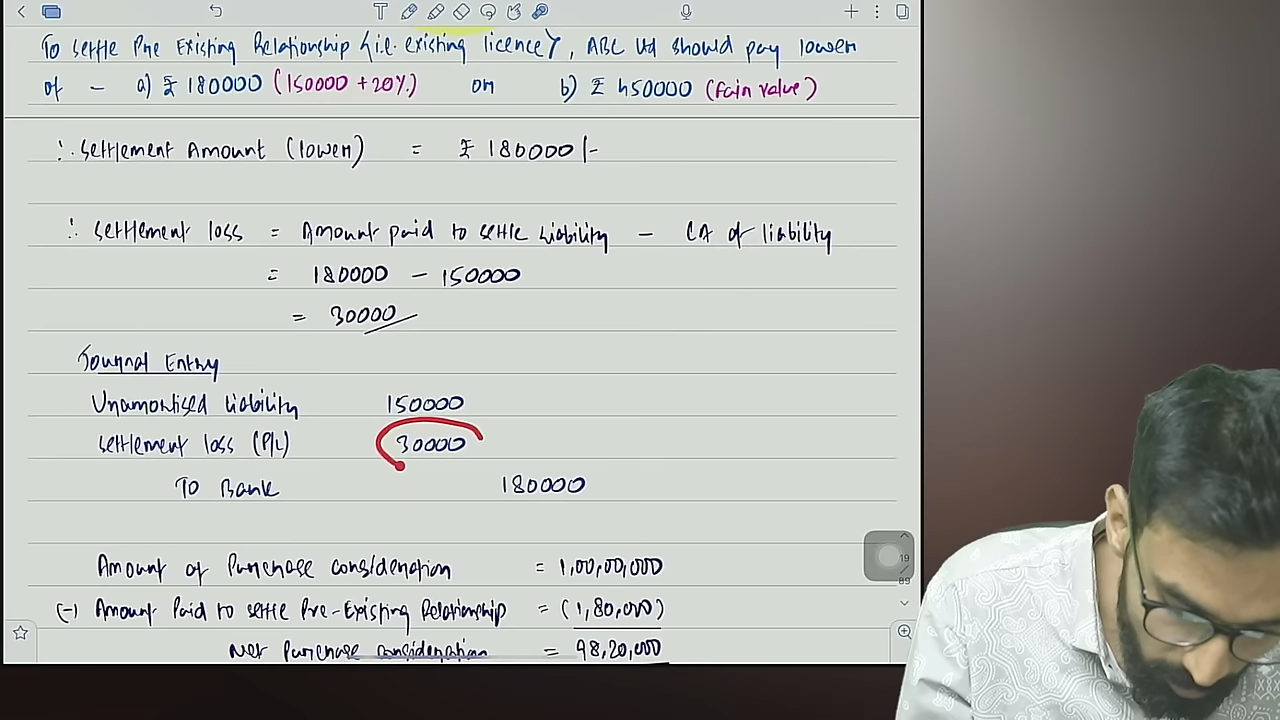 To settle Pre Existing Relationship (i.e. existing licence), ABC Ltd should pay lower
of - a) ₹ 180000 (150000 + 20%) or b) ₹ 450000 (fair value)
∴ Settlement Amount (lower) = ₹ 180000/-
∴ Settlement loss = Amount paid to settle liability - CA of liability
= 180000 - 150000
= 30000
Journal Entry
Unamortised liability 150000
Settlement loss (P/L) 30000
To Bank 180000
Amount of Purchase consideration = 1,00,00,000
(-) Amount Paid to settle Pre-Existing Relationship = (1,80,000)
Net Purchase consideration = 98,20,000
19
89